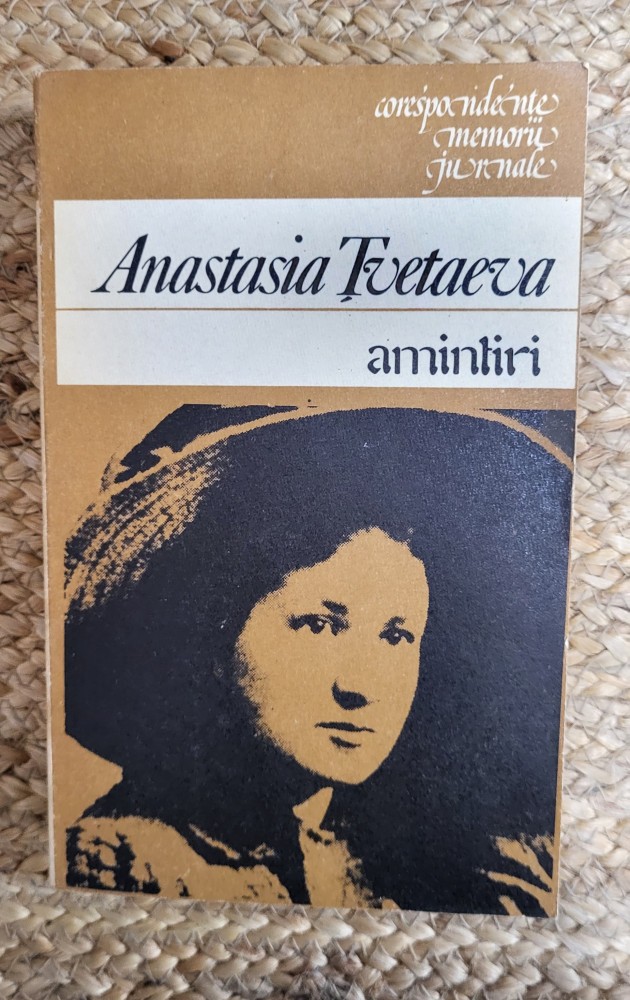 corespondențe
memorii
jurnale
Anastasia Țvetaeva
amintiri